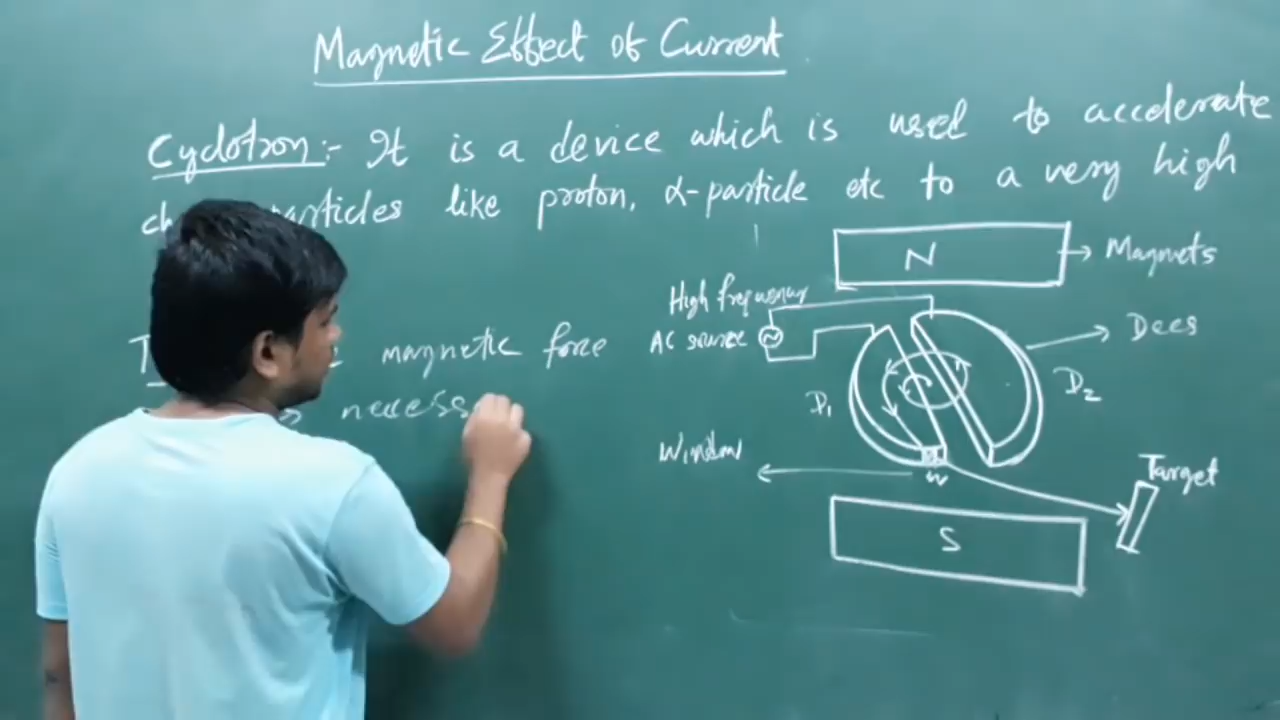 Magnetic Effect of Current
Cyclotron:- It is a device which is used to accelerate
particles like proton, α-particle etc to a very high
N
Magnets
High frequency
AC source
Dees
magnetic force
D₁
D₂
necess
Window
W
Target
S